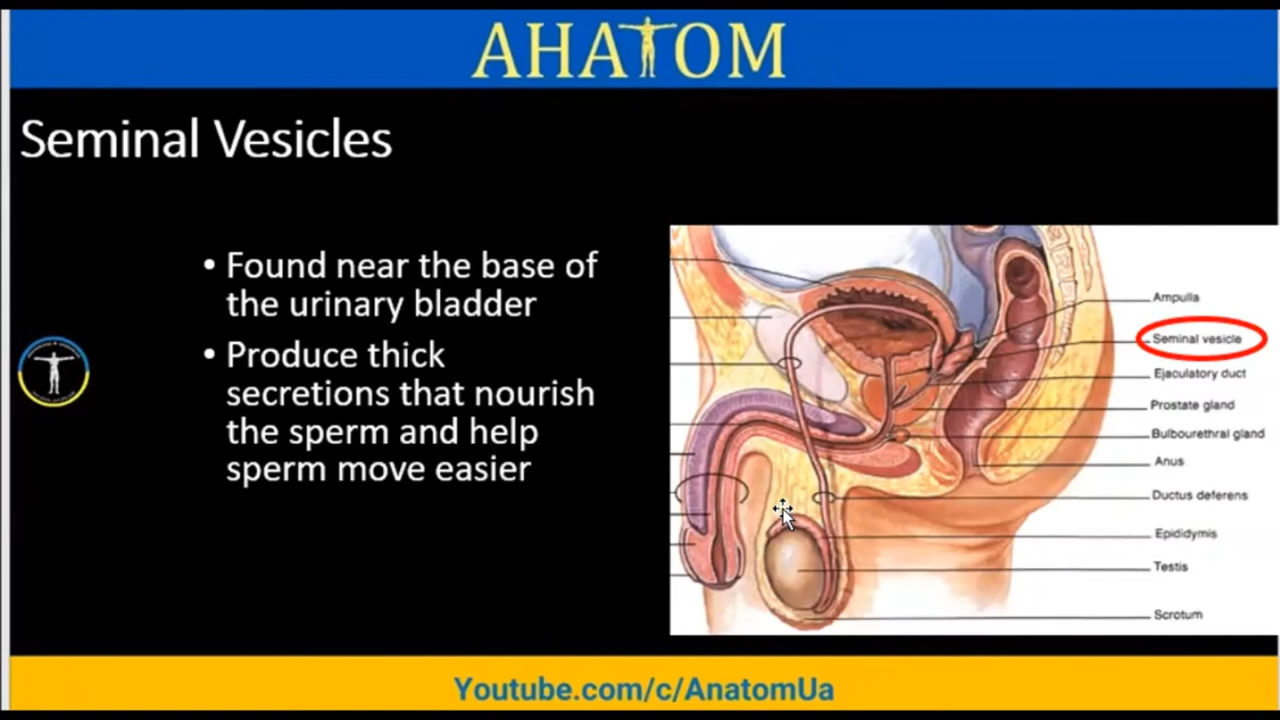 AHATOM
Seminal Vesicles
• Found near the base of
the urinary bladder
• Produce thick
secretions that nourish
the sperm and help
sperm move easier
Ampulla
Seminal vesicle
Ejaculatory duct
Prostate gland
Bulbourethral gland
Anus
Ductus deferens
Epididymis
Testis
Scrotum
Youtube.com/c/AnatomUa